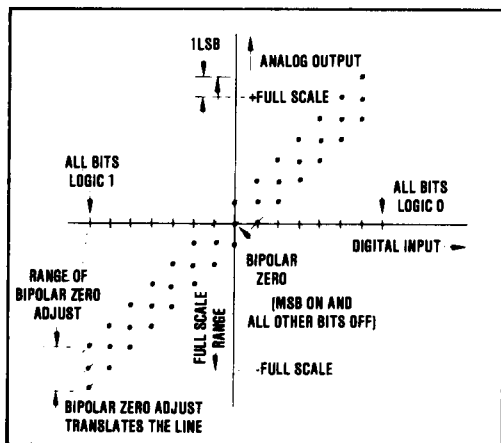 1LSB
ANALOG OUTPUT
+FULL SCALE
ALL BITS
LOGIC 1
ALL BITS
LOGIC 0
DIGITAL INPUT
BIPOLAR
ZERO
(MSB ON AND
ALL OTHER BITS OFF)
RANGE OF
BIPOLAR ZERO
ADJUST
FULL SCALE
RANGE
-FULL SCALE
BIPOLAR ZERO ADJUST
TRANSLATES THE LINE